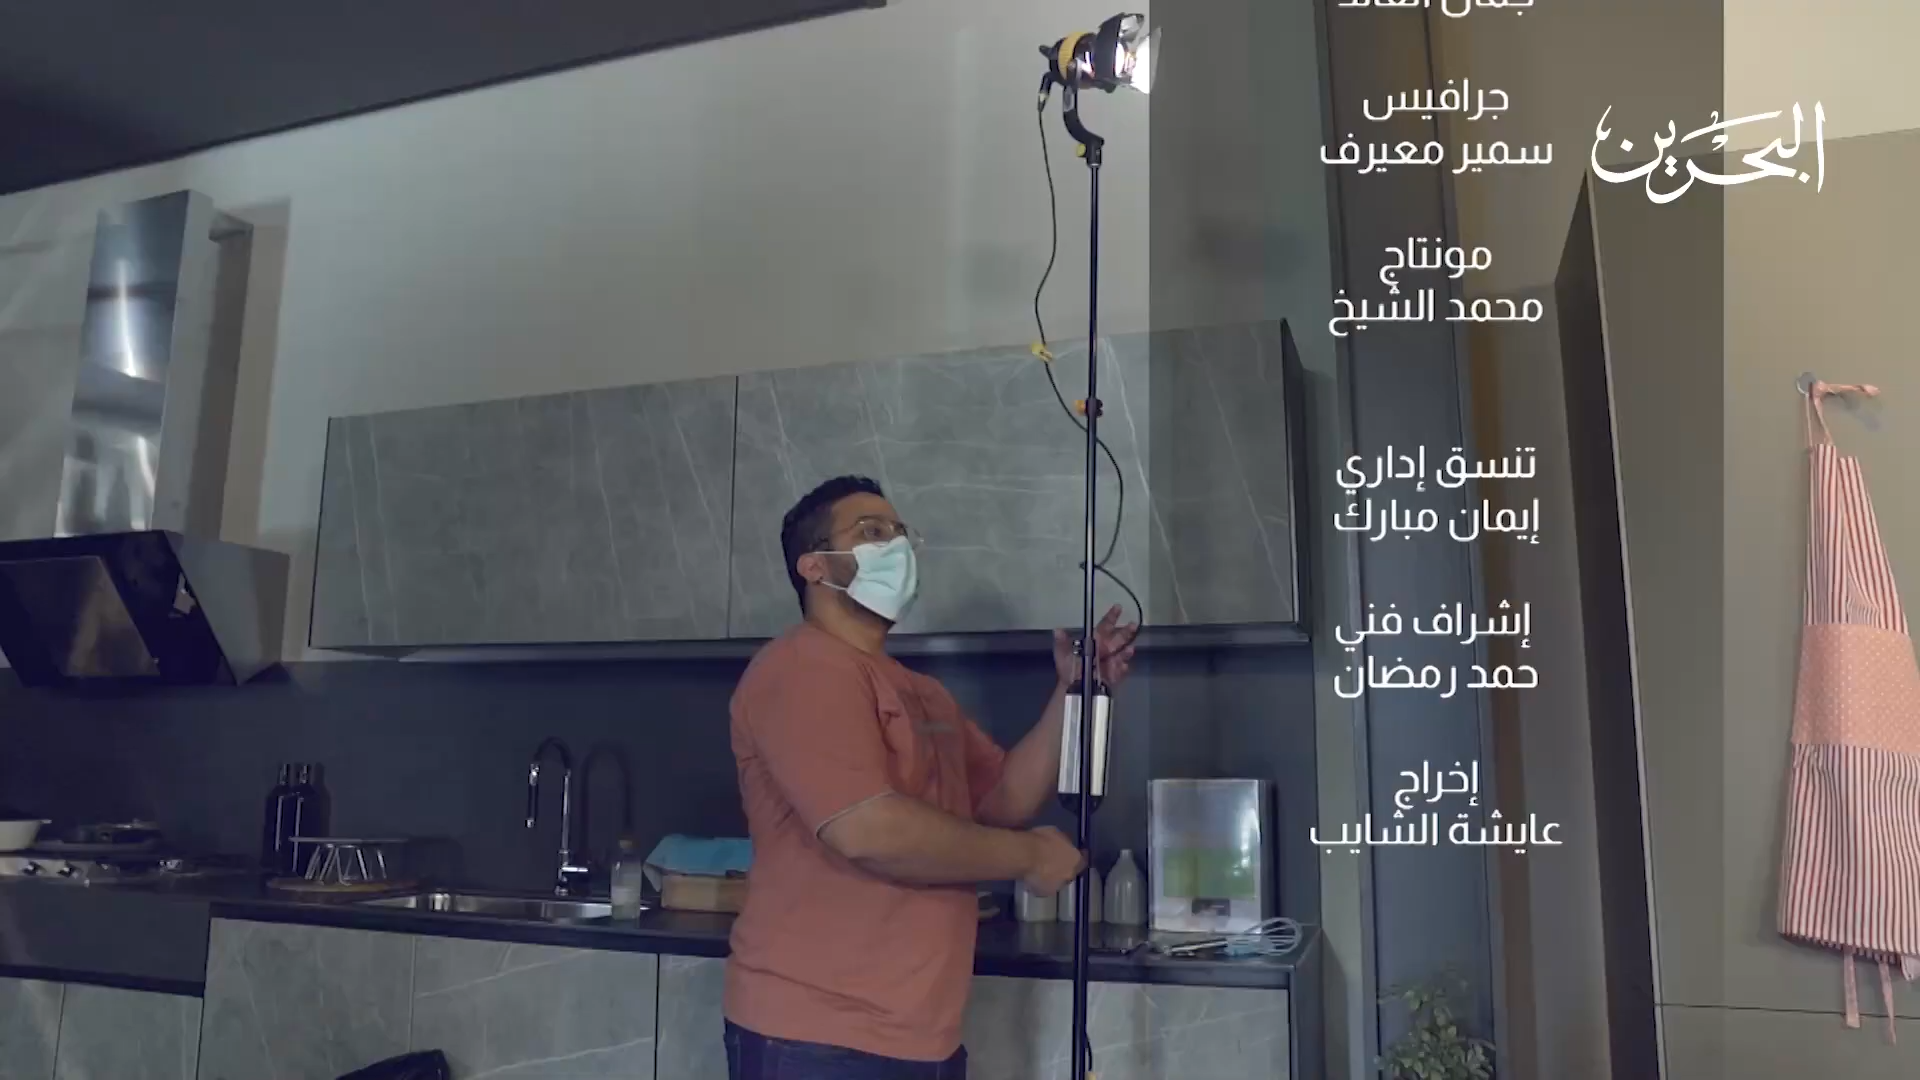 جرافيس
سمير معيرف
البحرين
مونتاج
محمد الشيخ
تنسق إداري
إيمان مبارك
إشراف فني
حمد رمضان
إخراج
عايشة الشايب